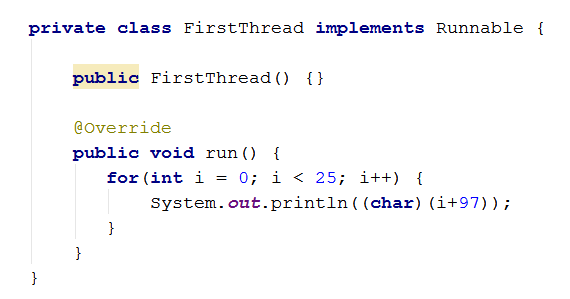 private class FirstThread implements Runnable {
public FirstThread() {}
@Override
public void run() {
for(int i = 0; i < 25; i++) {
System.out.println((char)(i+97));
}
}
}